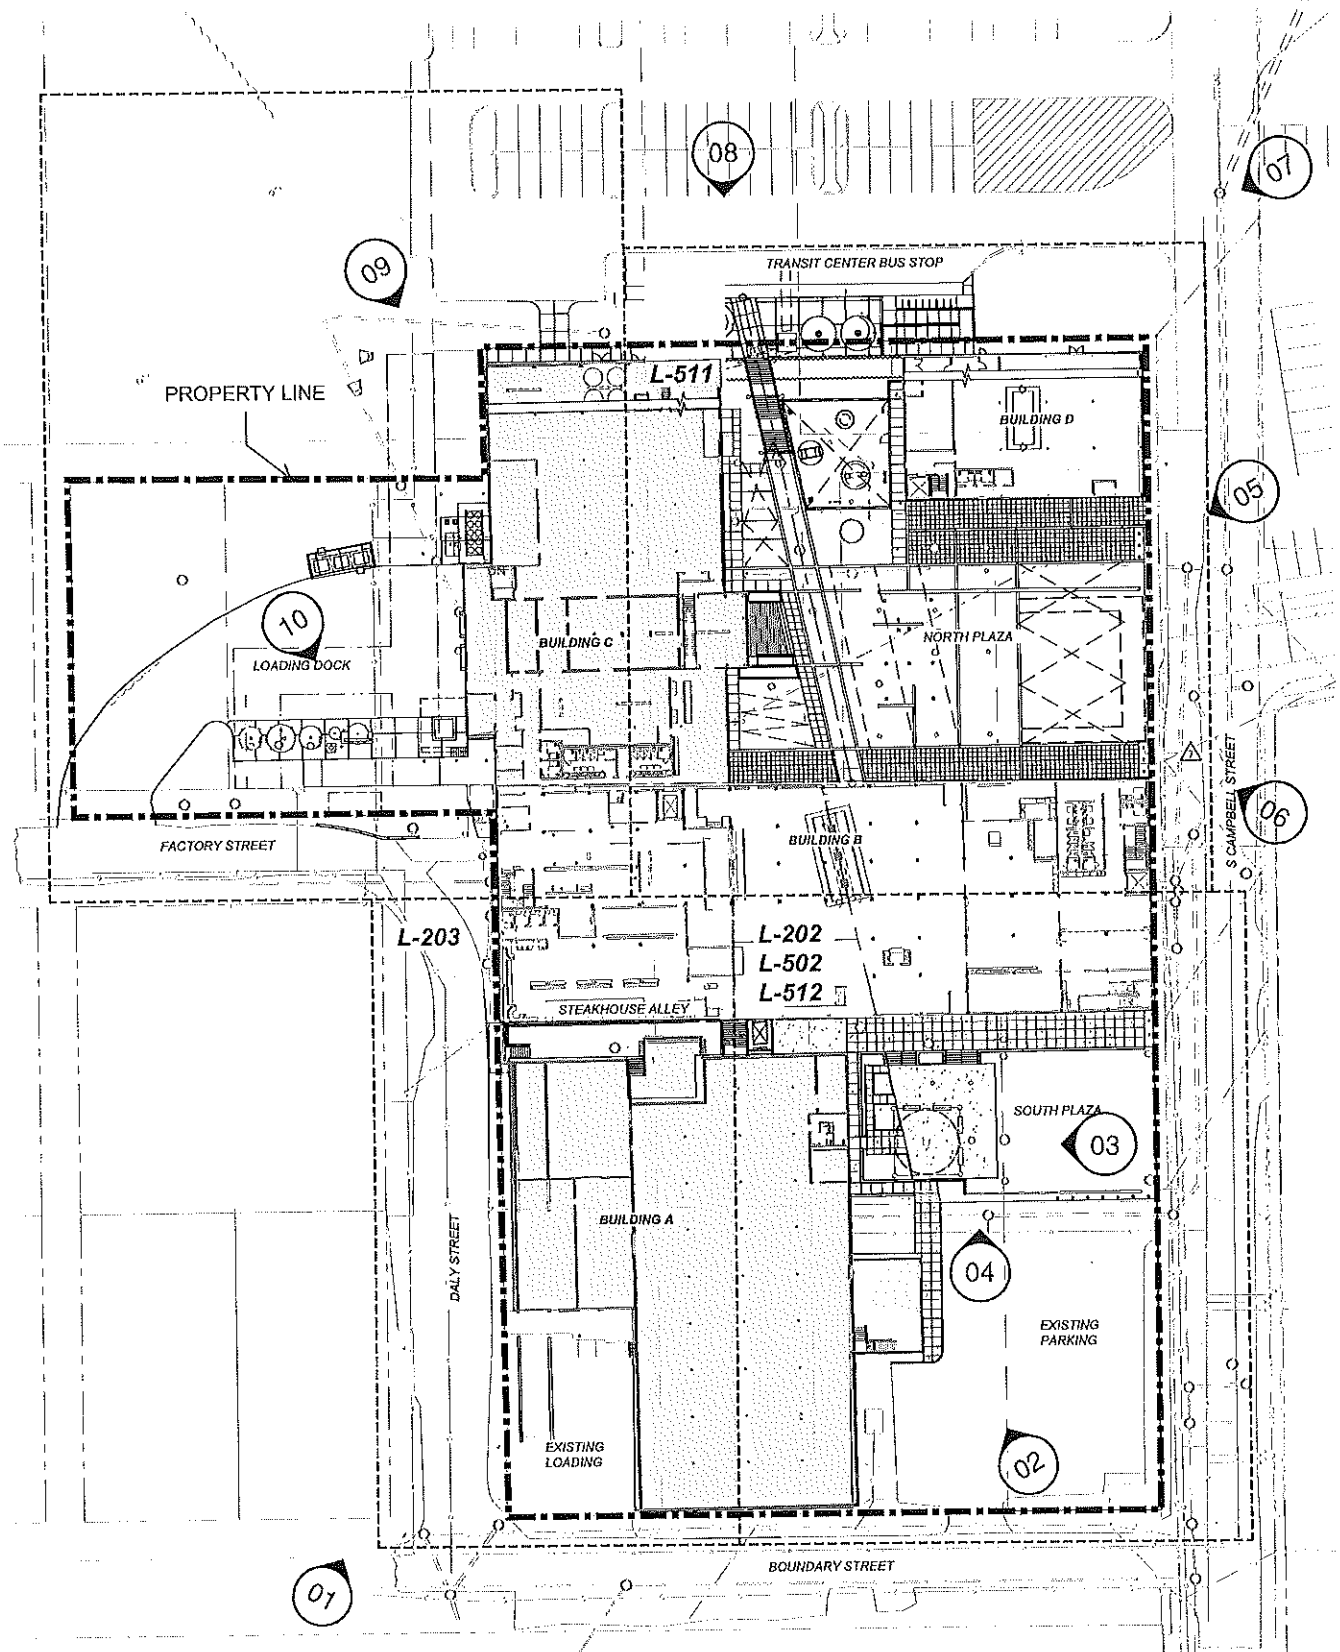 08
07
09
TRANSIT CENTER BUS STOP
L-511
PROPERTY LINE
BUILDING D
05
10
LOADING DOCK
BUILDING C
NORTH PLAZA
S CAMPBELL STREET
06
FACTORY STREET
BUILDING B
L-203
L-202
L-502
L-512
STEAKHOUSE ALLEY
SOUTH PLAZA
03
BUILDING A
DALY STREET
04
EXISTING
PARKING
EXISTING
LOADING
02
BOUNDARY STREET
01